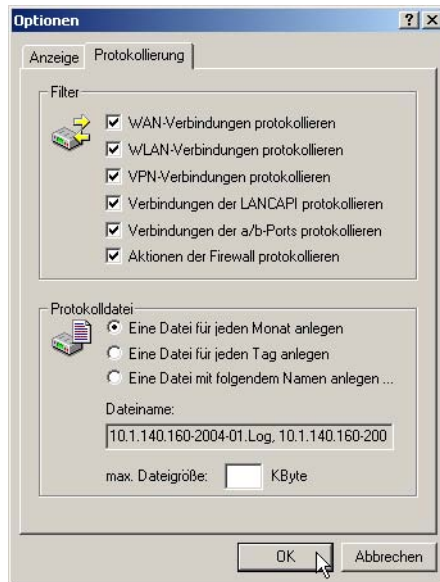 Optionen
Anzeige Protokollierung
Filter
WAN-Verbindungen protokollieren
WLAN-Verbindungen protokollieren
VPN-Verbindungen protokollieren
Verbindungen der LANCAPI protokollieren
Verbindungen der a/b-Ports protokollieren
Aktionen der Firewall protokollieren
Protokolldatei
Eine Datei für jeden Monat anlegen
Eine Datei für jeden Tag anlegen
Eine Datei mit folgendem Namen anlegen ...
Dateiname:
10.1.140.160-2004-01.Log, 10.1.140.160-200
max. Dateigröße: KByte
OK Abbrechen